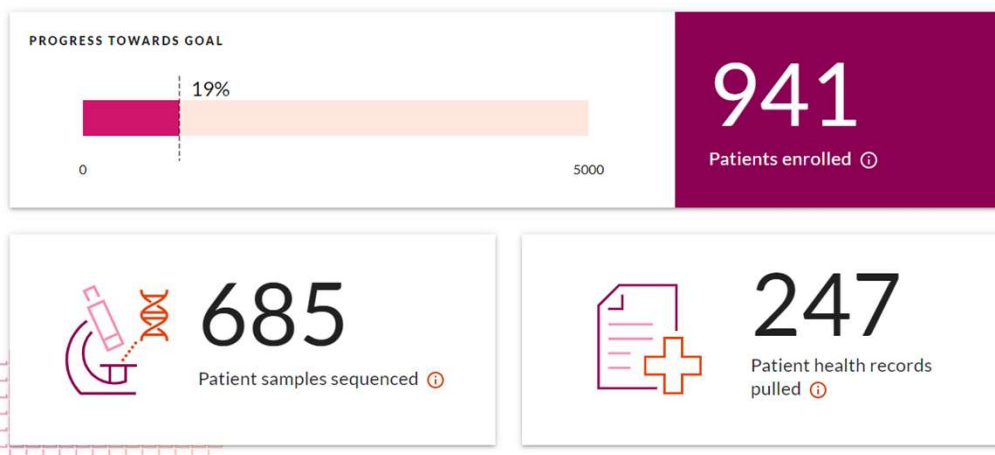 PROGRESS TOWARDS GOAL
19%
0
5000
941
Patients enrolled
685
Patient samples sequenced
247
Patient health records
pulled